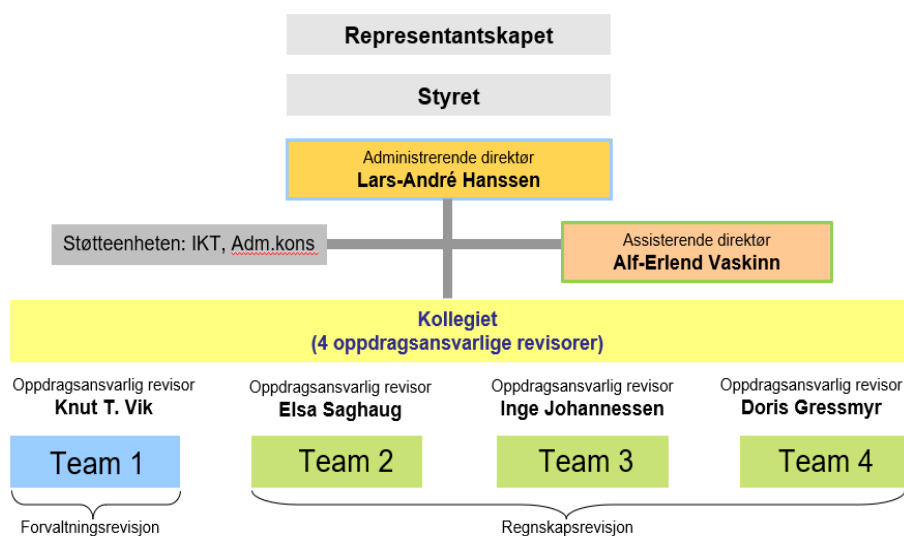 Representantskapet
Styret
Administrerende direktør
Lars-André Hanssen
Støtteenheten: IKT, Adm.kons
Assisterende direktør
Alf-Erlend Vaskinn
Kollegiet
(4 oppdragsansvarlige revisorer)
Oppdragsansvarlig revisor
Knut T. Vik
Oppdragsansvarlig revisor
Elsa Saghaug
Oppdragsansvarlig revisor
Inge Johannessen
Oppdragsansvarlig revisor
Doris Gressmyr
Team 1
Team 2
Team 3
Team 4
Forvaltningsrevisjon
Regnskapsrevisjon